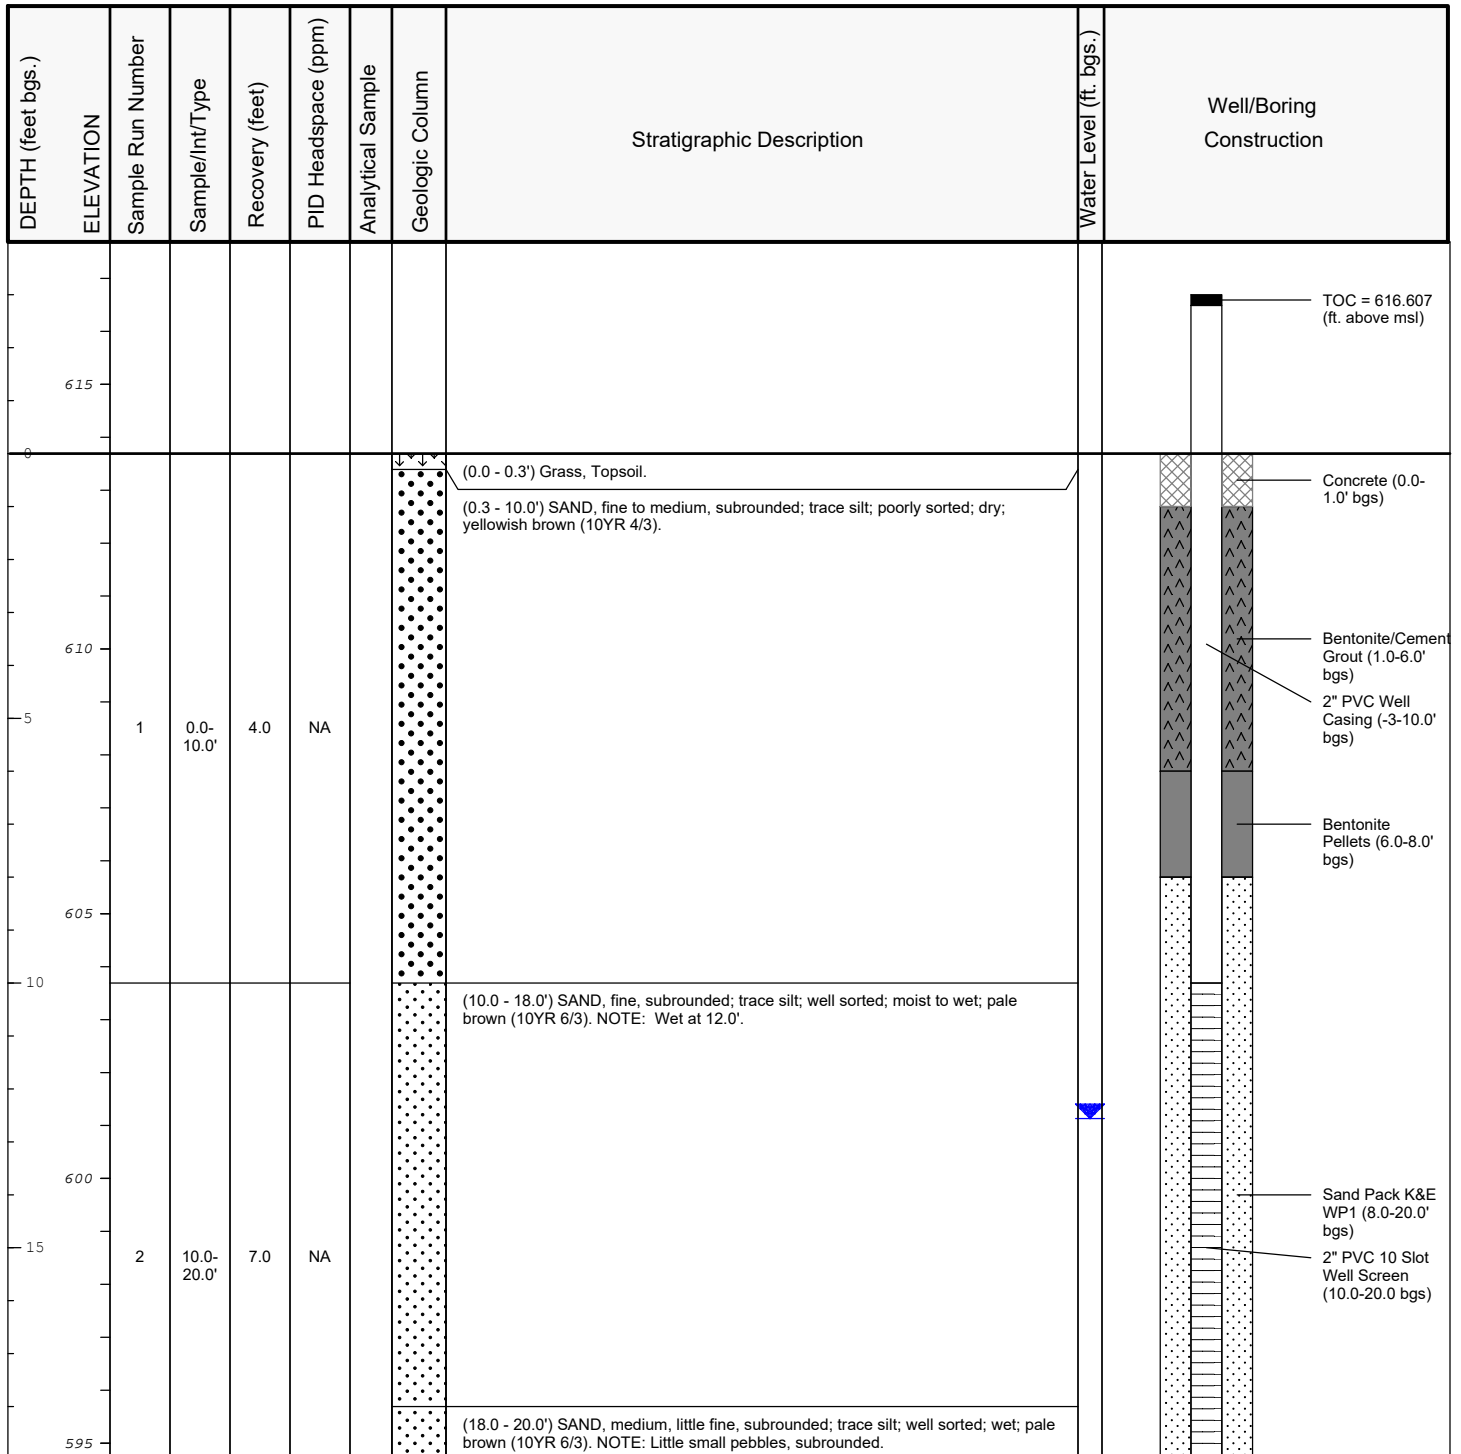 DEPTH (feet bgs.)
ELEVATION
Sample Run Number
Sample/Int/Type
Recovery (feet)
PID Headspace (ppm)
Analytical Sample
Geologic Column
Stratigraphic Description
Water Level (ft. bgs.)
Well/Boring
Construction
TOC = 616.607
(ft. above msl)
615
0
(0.0 - 0.3') Grass, Topsoil.
(0.3 - 10.0') SAND, fine to medium, subrounded; trace silt; poorly sorted; dry;
yellowish brown (10YR 4/3).
Concrete (0.0-
1.0' bgs)
610
Bentonite/Cement
Grout (1.0-6.0'
bgs)
2" PVC Well
Casing (-3-10.0'
bgs)
5
1
0.0-
10.0'
4.0
NA
Bentonite
Pellets (6.0-8.0'
bgs)
605
10
(10.0 - 18.0') SAND, fine, subrounded; trace silt; well sorted; moist to wet; pale
brown (10YR 6/3). NOTE:  Wet at 12.0'.
600
Sand Pack K&E
WP1 (8.0-20.0'
bgs)
15
2
10.0-
20.0'
7.0
NA
2" PVC 10 Slot
Well Screen
(10.0-20.0 bgs)
(18.0 - 20.0') SAND, medium, little fine, subrounded; trace silt; well sorted; wet; pale
brown (10YR 6/3). NOTE: Little small pebbles, subrounded.
595